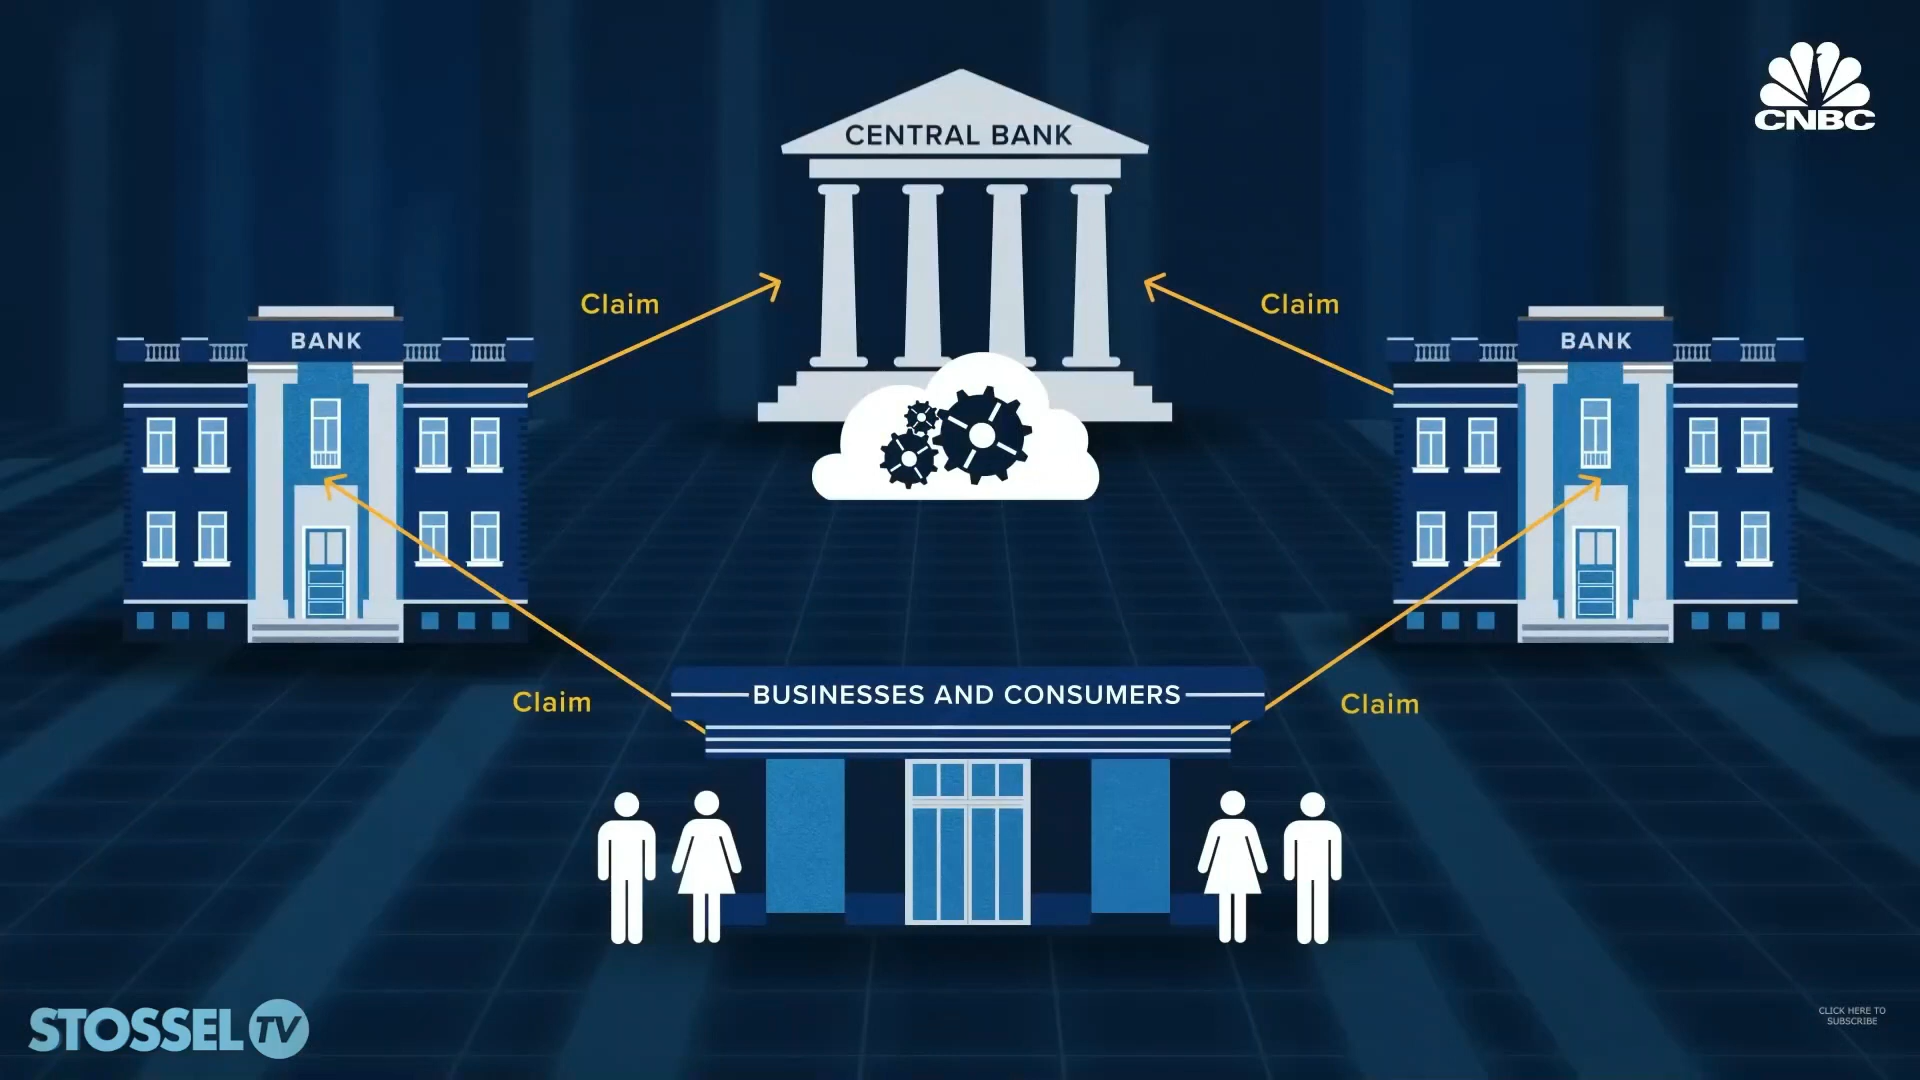 CNBC
CENTRAL BANK
Claim
Claim
BANK
BANK
BUSINESSES AND CONSUMERS
Claim
Claim
STOSSEL TV
CLICK HERE TO
SUBSCRIBE